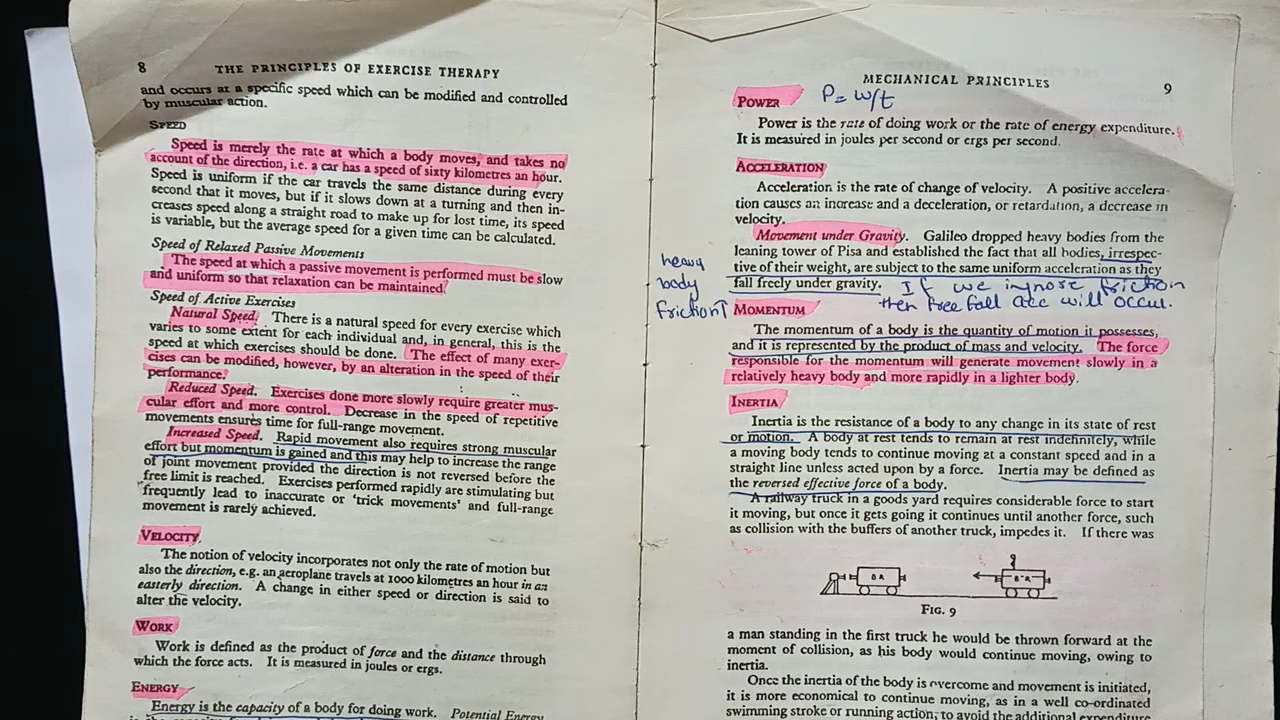 8
THE PRINCIPLES OF EXERCISE THERAPY
and occurs at a specific speed which can be modified and controlled
by muscular action.
SPEED
Speed is merely the rate at which a body moves, and takes no
account of the direction, i.e. a car has a speed of sixty kilometres an hour.
Speed is uniform if the car travels the same distance during every
second that it moves, but if it slows down at a turning and then in-
creases speed along a straight road to make up for lost time, its speed
is variable, but the average speed for a given time can be calculated.
Speed of Relaxed Passive Movements
The speed at which a passive movement is performed must be slow
and uniform so that relaxation can be maintained.
Speed of Active Exercises
Natural Speed. There is a natural speed for every exercise which
varies to some extent for each individual and, in general, this is the
speed at which exercises should be done. The effect of many exer-
cises can be modified, however, by an alteration in the speed of their
performance.
Reduced Speed. Exercises done more slowly require greater mus-
cular effort and more control. Decrease in the speed of repetitive
movements ensures time for full-range movement.
Increased Speed. Rapid movement also requires strong muscular
effort but momentum is gained and this may help to increase the range
of joint movement provided the direction is not reversed before the
free limit is reached. Exercises performed rapidly are stimulating but
frequently lead to inaccurate or 'trick movements' and full-range
movement is rarely achieved.
VELOCITY
The notion of velocity incorporates not only the rate of motion but
also the direction, e.g. an aeroplane travels at 1000 kilometres an hour in an
easterly direction. A change in either speed or direction is said to
alter the velocity.
WORK
Work is defined as the product of force and the distance through
which the force acts. It is measured in joules or ergs.
ENERGY
Energy is the capacity of a body for doing work. Potential Energy
MECHANICAL PRINCIPLES
9
POWER P = W/t
Power is the rate of doing work or the rate of energy expenditure.
It is measured in joules per second or ergs per second.
ACCELERATION
Acceleration is the rate of change of velocity. A positive accelera-
tion causes an increase and a deceleration, or retardation, a decrease in
velocity.
Movement under Gravity. Galileo dropped heavy bodies from the
leaning tower of Pisa and established the fact that all bodies, irrespec-
tive of their weight, are subject to the same uniform acceleration as they
fall freely under gravity. If we ignore friction
then free fall acc will occur.
heavy
body
friction↑
MOMENTUM
The momentum of a body is the quantity of motion it possesses,
and it is represented by the product of mass and velocity. The force
responsible for the momentum will generate movement slowly in a
relatively heavy body and more rapidly in a lighter body.
INERTIA
Inertia is the resistance of a body to any change in its state of rest
or motion. A body at rest tends to remain at rest indefinitely, while
a moving body tends to continue moving at a constant speed and in a
straight line unless acted upon by a force. Inertia may be defined as
the reversed effective force of a body.
A railway truck in a goods yard requires considerable force to start
it moving, but once it gets going it continues until another force, such
as collision with the buffers of another truck, impedes it. If there was
B R
B R
FIG. 9
a man standing in the first truck he would be thrown forward at the
moment of collision, as his body would continue moving, owing to
inertia.
Once the inertia of the body is overcome and movement is initiated,
it is more economical to continue moving, as in a well co-ordinated
swimming stroke or running action, to avoid the additional expenditure